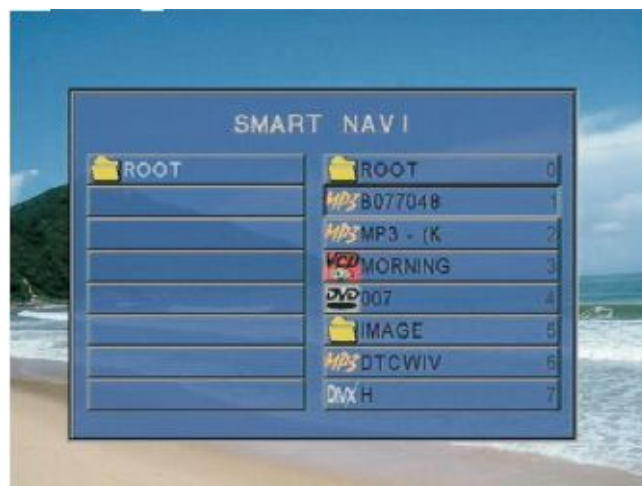 SMART NAVI
ROOT
ROOT 0
MP3 B077048 1
MP3 MP3 - (K 2
VCD MORNING 3
DVD 007 4
IMAGE 5
MP3 DTCWIV 6
DIVX H 7